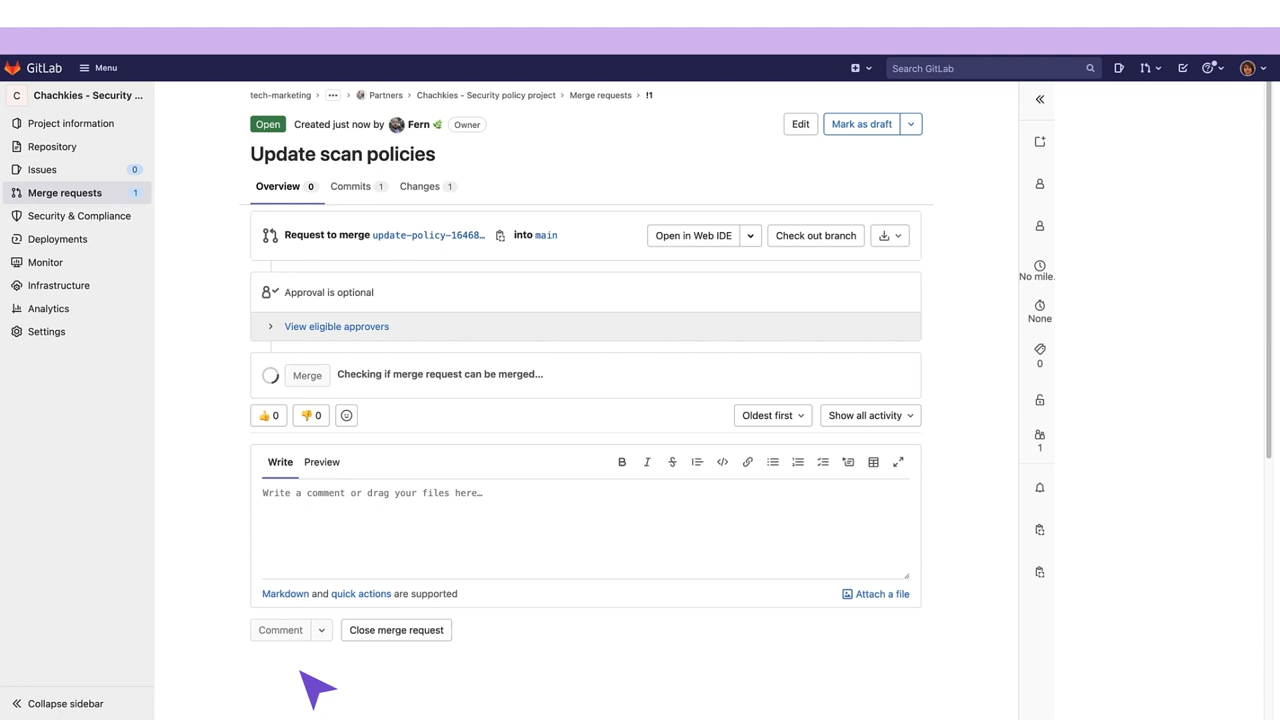 GitLab
Menu
Search GitLab
C Chachkies - Security ...
Project information
Repository
Issues 0
Merge requests 1
Security & Compliance
Deployments
Monitor
Infrastructure
Analytics
Settings
Collapse sidebar
tech-marketing › ••• › Partners › Chachkies - Security policy project › Merge requests › !1
Open Created just now by Fern Owner
Edit Mark as draft
Update scan policies
Overview 0 Commits 1 Changes 1
Request to merge update-policy-16468… into main
Open in Web IDE Check out branch
Approval is optional
View eligible approvers
Merge Checking if merge request can be merged...
0 0
Oldest first Show all activity
Write Preview
Write a comment or drag your files here…
Markdown and quick actions are supported
Attach a file
Comment Close merge request
No mile.
None
0
1